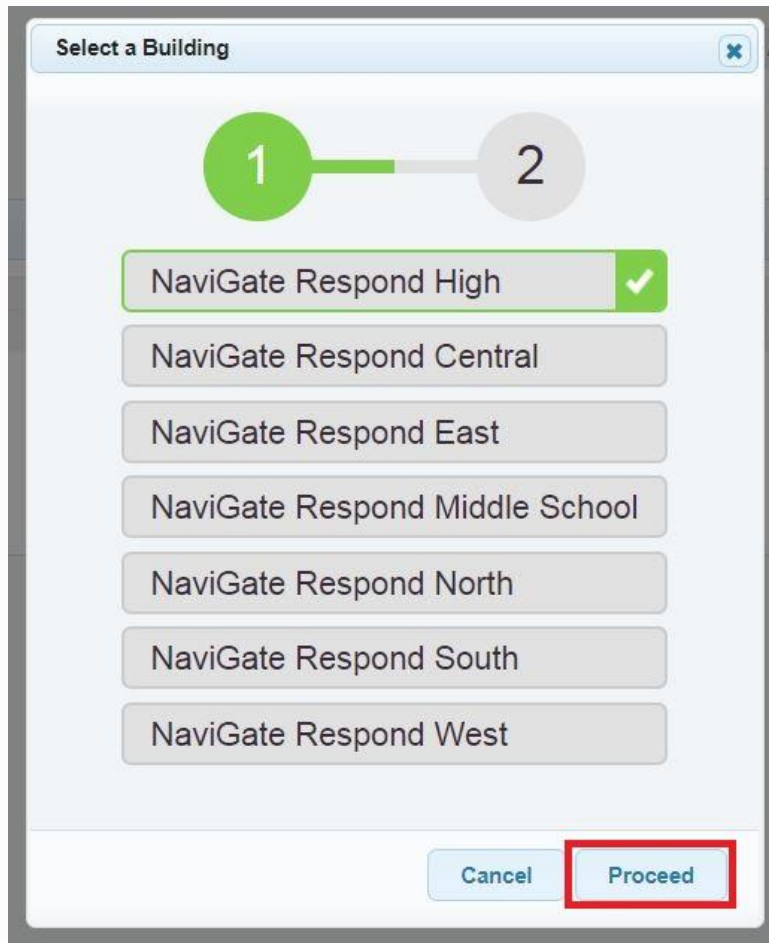 Select a Building
1 2
NaviGate Respond High
NaviGate Respond Central
NaviGate Respond East
NaviGate Respond Middle School
NaviGate Respond North
NaviGate Respond South
NaviGate Respond West
Cancel Proceed